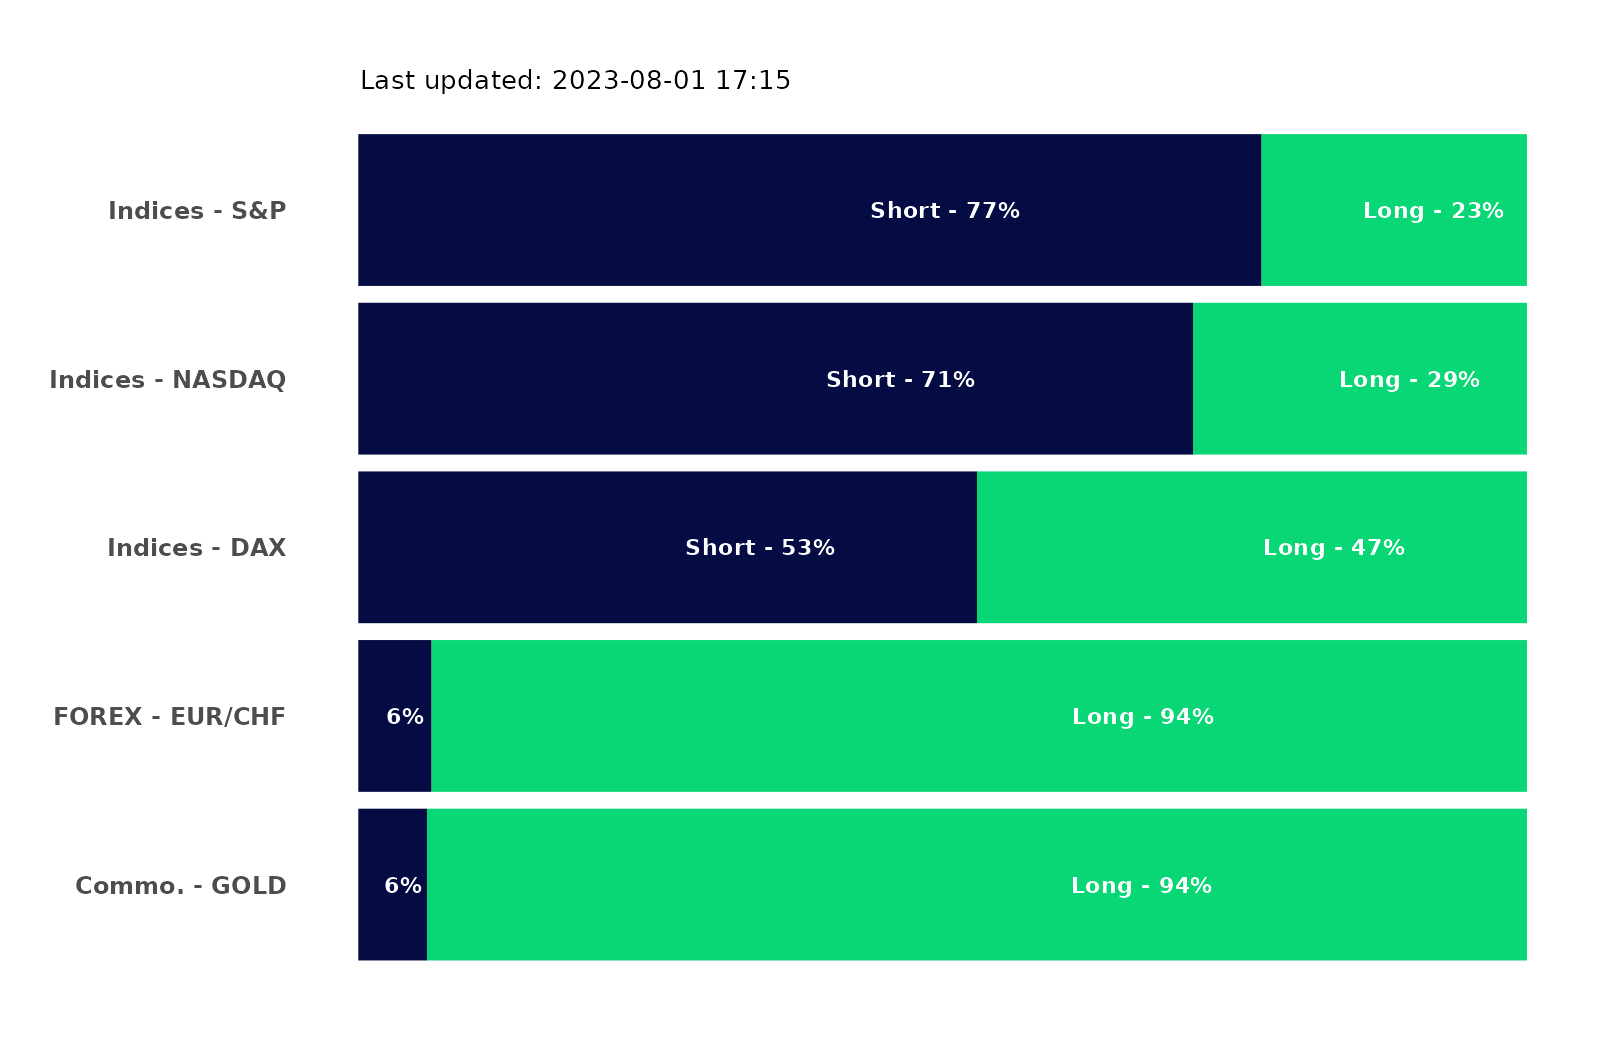 Last updated: 2023-08-01 17:15
Indices - S&P Short - 77% Long - 23%
Indices - NASDAQ Short - 71% Long - 29%
Indices - DAX Short - 53% Long - 47%
FOREX - EUR/CHF 6% Long - 94%
Commo. - GOLD 6% Long - 94%